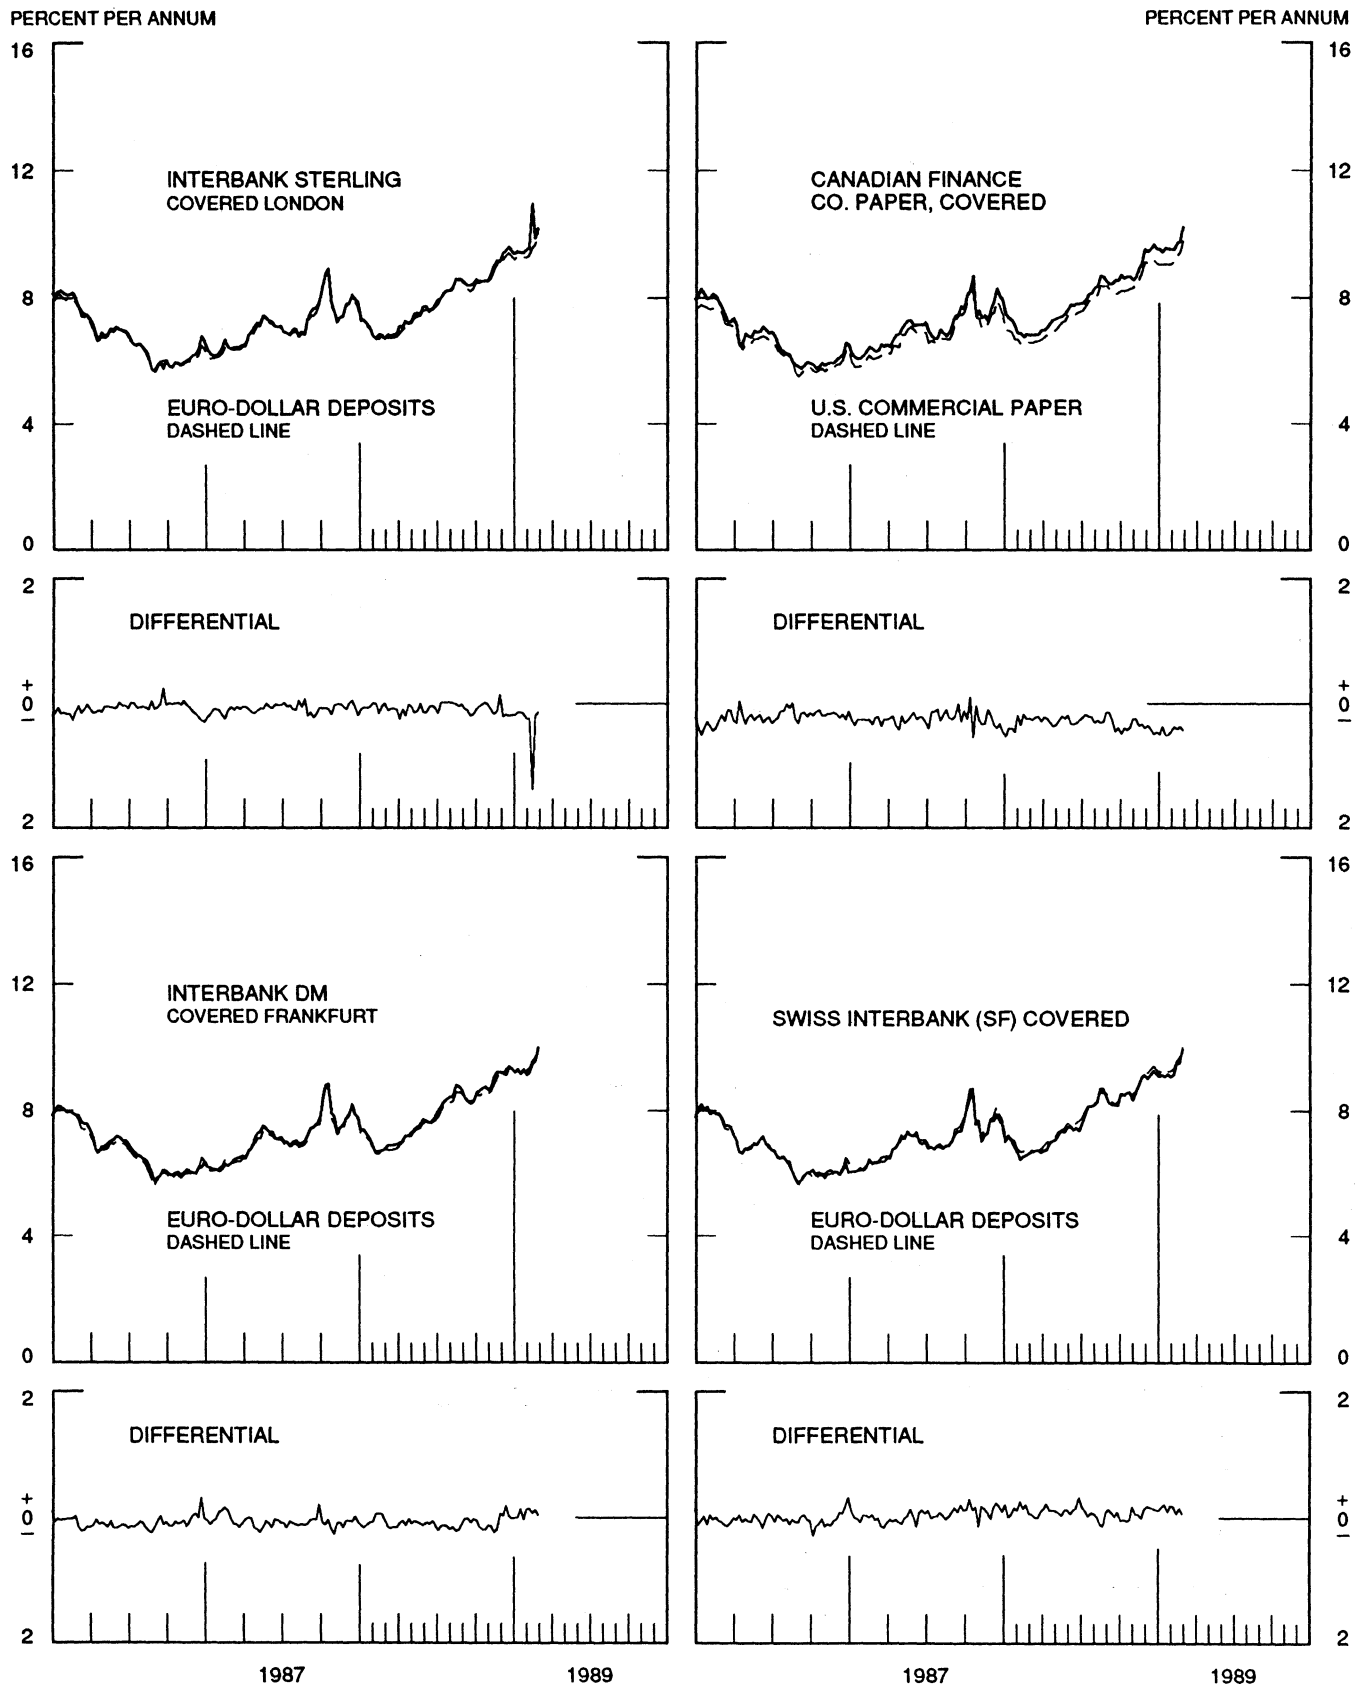 PERCENT PER ANNUM
PERCENT PER ANNUM
16
16
12
12
INTERBANK STERLING
COVERED LONDON
CANADIAN FINANCE
CO. PAPER, COVERED
8
8
EURO-DOLLAR DEPOSITS
DASHED LINE
U.S. COMMERCIAL PAPER
DASHED LINE
4
4
0
0
2
2
DIFFERENTIAL
DIFFERENTIAL
+
0
−
+
0
−
2
2
16
16
12
12
INTERBANK DM
COVERED FRANKFURT
SWISS INTERBANK (SF) COVERED
8
8
EURO-DOLLAR DEPOSITS
DASHED LINE
EURO-DOLLAR DEPOSITS
DASHED LINE
4
4
0
0
2
2
DIFFERENTIAL
DIFFERENTIAL
+
0
−
+
0
−
2
2
1987
1989
1987
1989